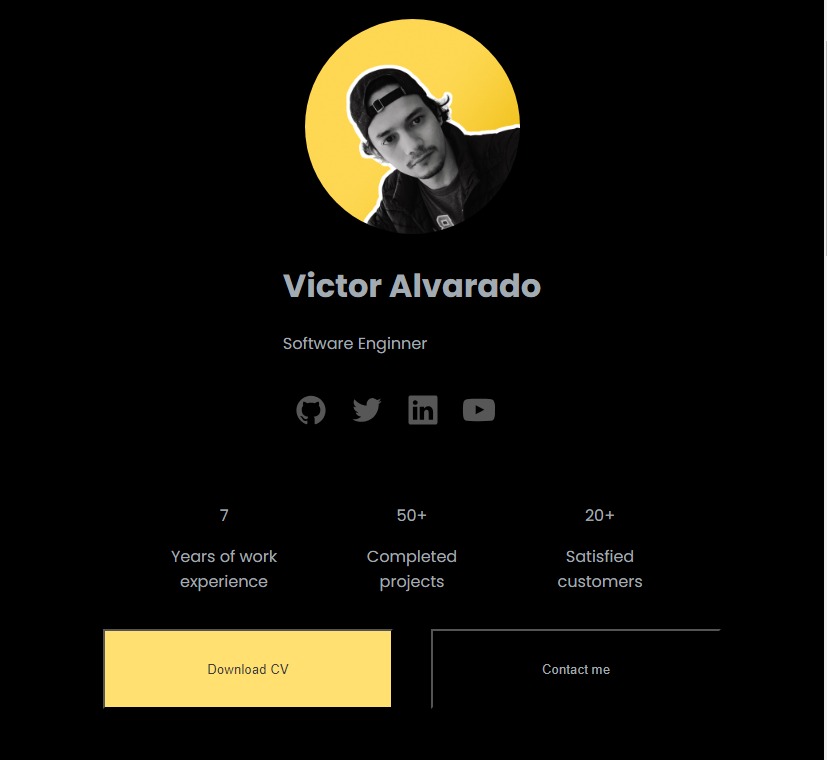 Victor Alvarado
Software Enginner
in
7 50+ 20+
Years of work Completed Satisfied
experience projects customers
Download CV Contact me